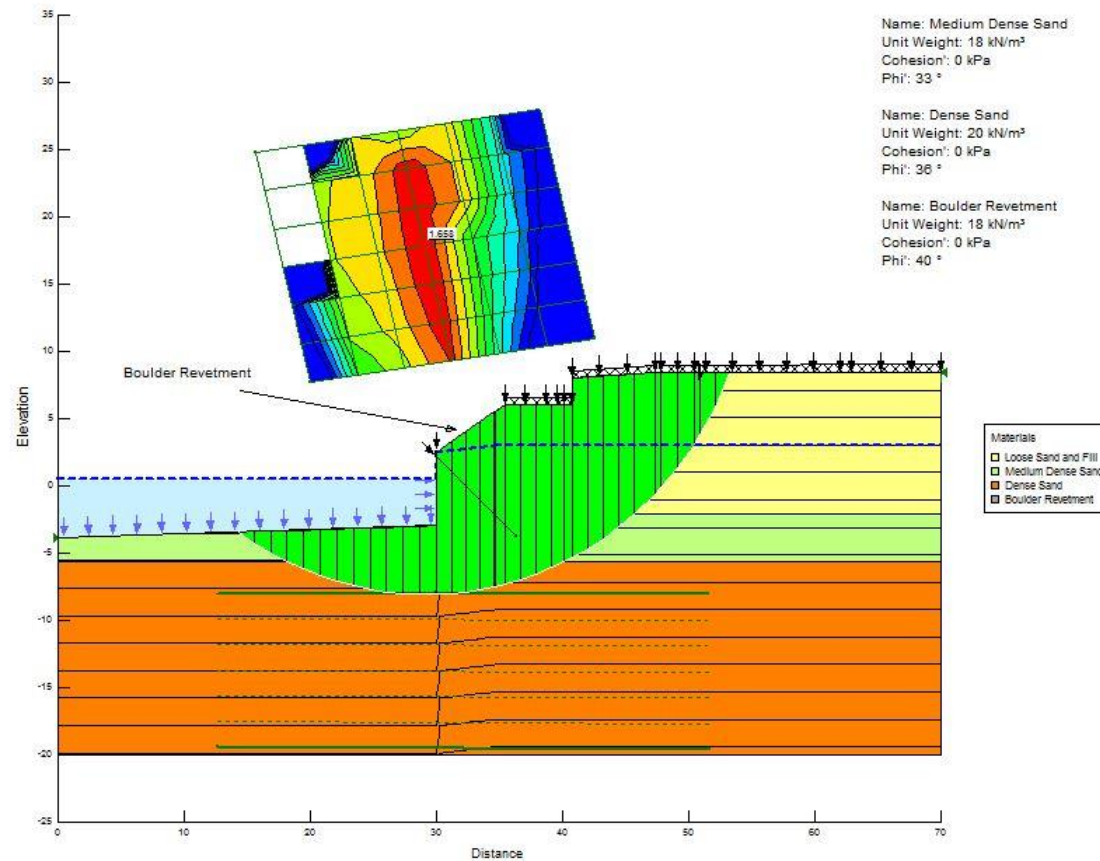 Name: Medium Dense Sand
Unit Weight: 18 kN/m³
Cohesion': 0 kPa
Phi': 33 °
Name: Dense Sand
Unit Weight: 20 kN/m³
Cohesion': 0 kPa
Phi': 36 °
Name: Boulder Revetment
Unit Weight: 18 kN/m³
Cohesion': 0 kPa
Phi': 40 °
35
30
25
20
15
10
5
0
-5
-10
-15
-20
-25
Elevation
1.658
Boulder Revetment
Materials
Loose Sand and Fill
Medium Dense Sand
Dense Sand
Boulder Revetment
0 10 20 30 40 50 60 70
Distance